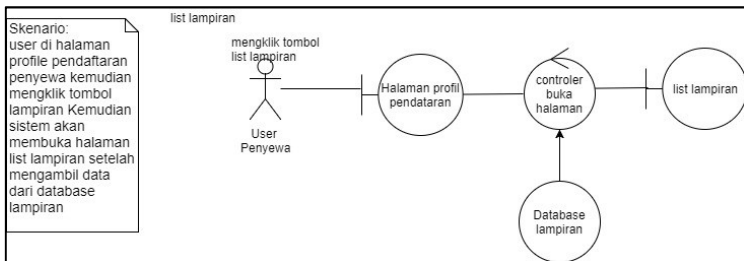 Skenario:
user di halaman
profile pendaftaran
penyewa kemudian
mengklik tombol
lampiran Kemudian
sistem akan
membuka halaman
list lampiran setelah
mengambil data
dari database
lampiran
list lampiran
mengklik tombol
list lampiran
User
Penyewa
Halaman profil
pendataran
controler
buka
halaman
list lampiran
Database
lampiran